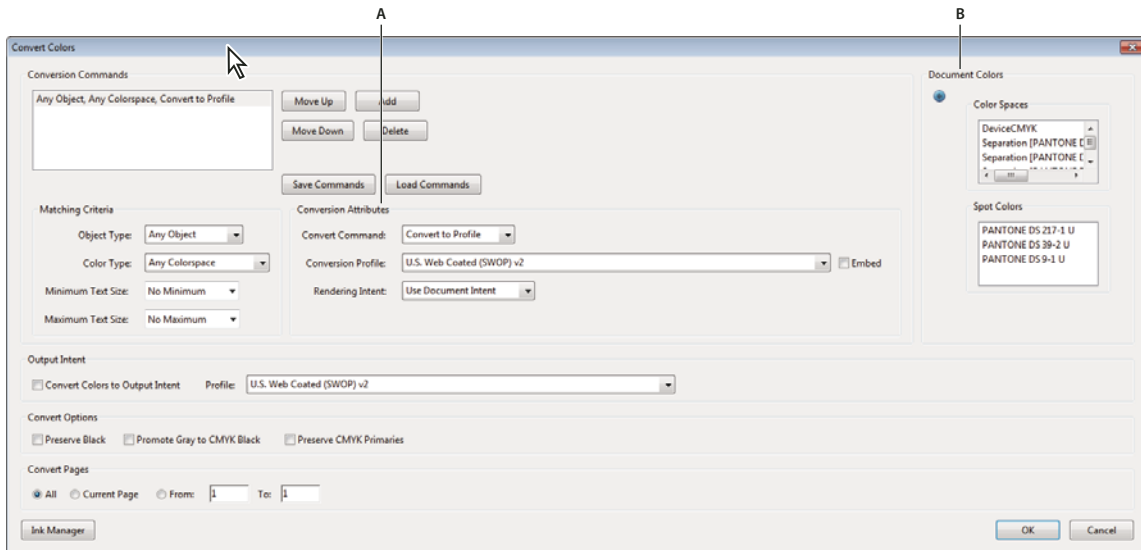 A B
Convert Colors
Conversion Commands
Any Object, Any Colorspace, Convert to Profile
Move Up Add
Move Down Delete
Save Commands Load Commands
Document Colors
Color Spaces
DeviceCMYK
Separation [PANTONE D
Separation [PANTONE D
Spot Colors
PANTONE DS 217-1 U
PANTONE DS 39-2 U
PANTONE DS 9-1 U
Matching Criteria
Object Type: Any Object
Color Type: Any Colorspace
Minimum Text Size: No Minimum
Maximum Text Size: No Maximum
Conversion Attributes
Convert Command: Convert to Profile
Conversion Profile: U.S. Web Coated (SWOP) v2 Embed
Rendering Intent: Use Document Intent
Output Intent
Convert Colors to Output Intent Profile: U.S. Web Coated (SWOP) v2
Convert Options
Preserve Black Promote Gray to CMYK Black Preserve CMYK Primaries
Convert Pages
All Current Page From: 1 To: 1
Ink Manager OK Cancel